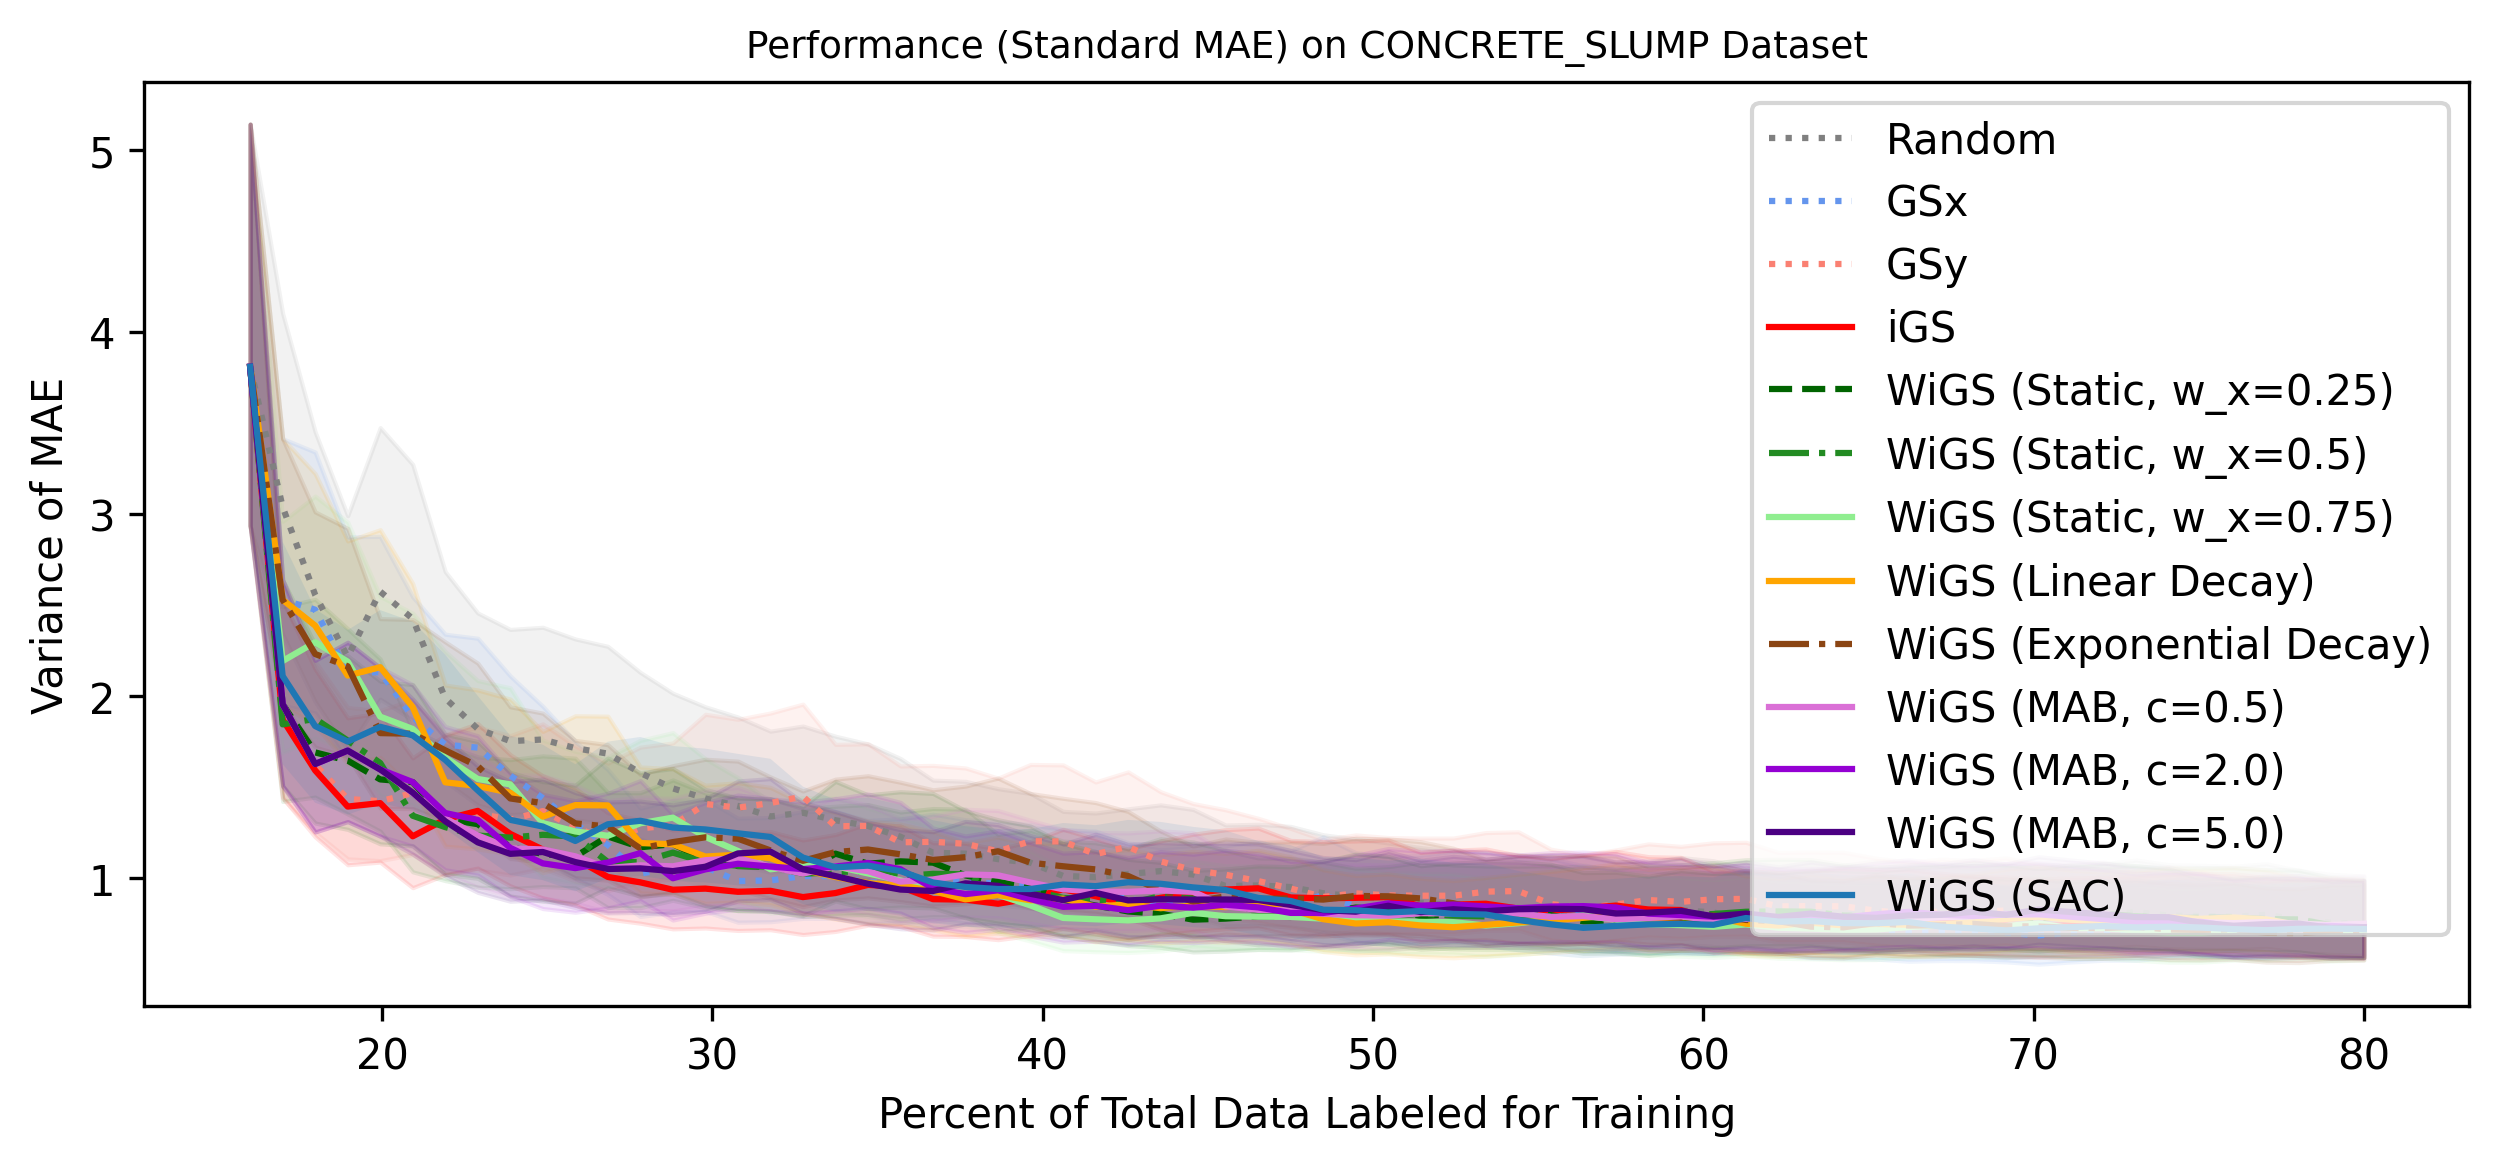 Performance (Standard MAE) on CONCRETE_SLUMP Dataset
Variance of MAE
5
4
3
2
1
Random
GSx
GSy
iGS
WiGS (Static, w_x=0.25)
WiGS (Static, w_x=0.5)
WiGS (Static, w_x=0.75)
WiGS (Linear Decay)
WiGS (Exponential Decay)
WiGS (MAB, c=0.5)
WiGS (MAB, c=2.0)
WiGS (MAB, c=5.0)
WiGS (SAC)
20 30 40 50 60 70 80
Percent of Total Data Labeled for Training